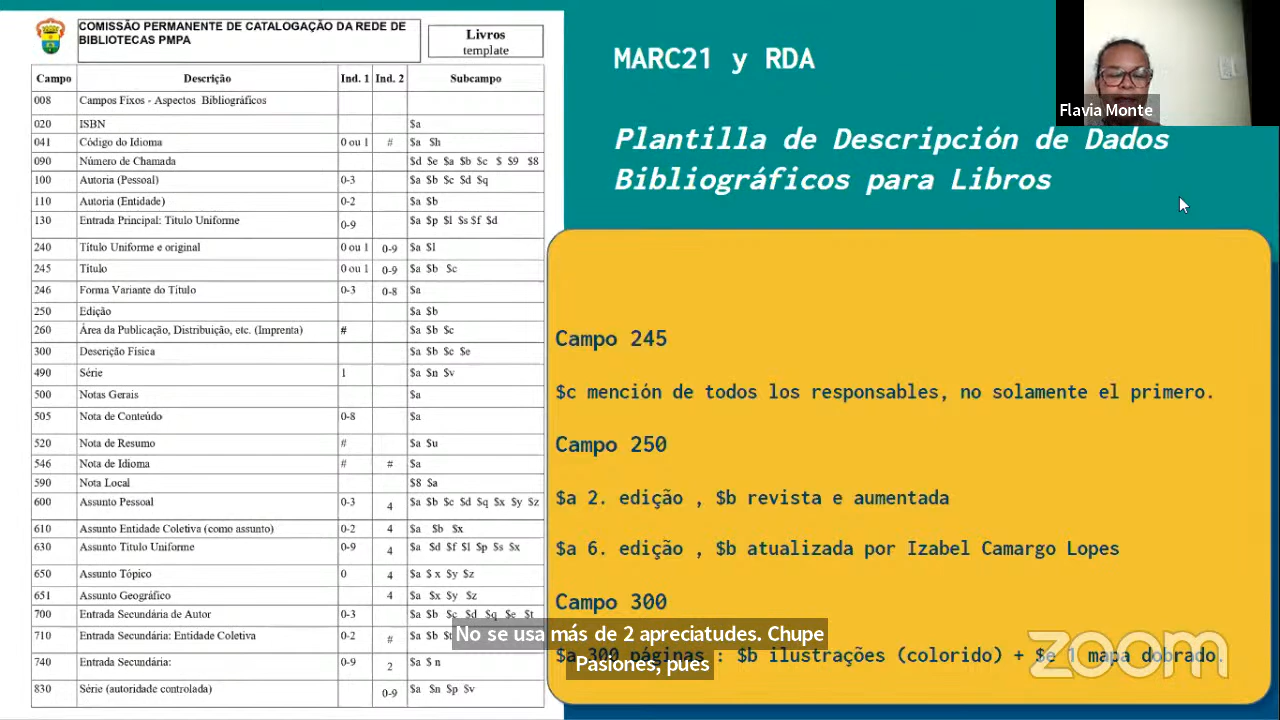 COMISSÃO PERMANENTE DE CATALOGAÇÃO DA REDE DE
BIBLIOTECAS PMPA
Livros
template
Campo Descrição Ind. 1 Ind. 2 Subcampo
008 Campos Fixos - Aspectos Bibliográficos
020 ISBN $a
041 Código do Idioma 0 ou 1 # $a $h
090 Número de Chamada $d $e $a $b $c $ $9 $8
100 Autoria (Pessoal) 0-3 $a $b $c $d $q
110 Autoria (Entidade) 0-2 $a $b
130 Entrada Principal: Titulo Uniforme 0-9 $a $p $l $s $f $d
240 Título Uniforme e original 0 ou 1 0-9 $a $l
245 Título 0 ou 1 0-9 $a $b $c
246 Forma Variante do Título 0-3 0-8 $a
250 Edição $a $b
260 Área da Publicação, Distribuição, etc. (Imprenta) # $a $b $c
300 Descrição Física $a $b $c $e
490 Série 1 $a $n $v
500 Notas Gerais $a
505 Nota de Conteúdo 0-8 $a
520 Nota de Resumo # $a $u
546 Nota de Idioma # # $a
590 Nota Local $8 $a
600 Assunto Pessoal 0-3 4 $a $b $c $d $q $x $y $z
610 Assunto Entidade Coletiva (como assunto) 0-2 4 $a $b $x
630 Assunto Titulo Uniforme 0-9 4 $a $d $f $l $p $s $x
650 Assunto Tópico 0 4 $a $ x $y $z
651 Assunto Geográfico 4 $a $x $y $z
700 Entrada Secundária de Autor 0-3 $a $b $c $d $q $e $t
710 Entrada Secundária: Entidade Coletiva 0-2 # $a $b
740 Entrada Secundária: 0-9 2 $a $ n
830 Série (autoridade controlada) 0-9 $a $n $p $v
MARC21 y RDA
Plantilla de Descripción de Dados
Bibliográficos para Libros
Flavia Monte
Campo 245
$c mención de todos los responsables, no solamente el primero.
Campo 250
$a 2. edição , $b revista e aumentada
$a 6. edição , $b atualizada por Izabel Camargo Lopes
Campo 300
$a 300 páginas : $b ilustrações (colorido) + $e 1 mapa dobrado.
No se usa más de 2 apreciatudes. Chupe
Pasiones, pues
zoom